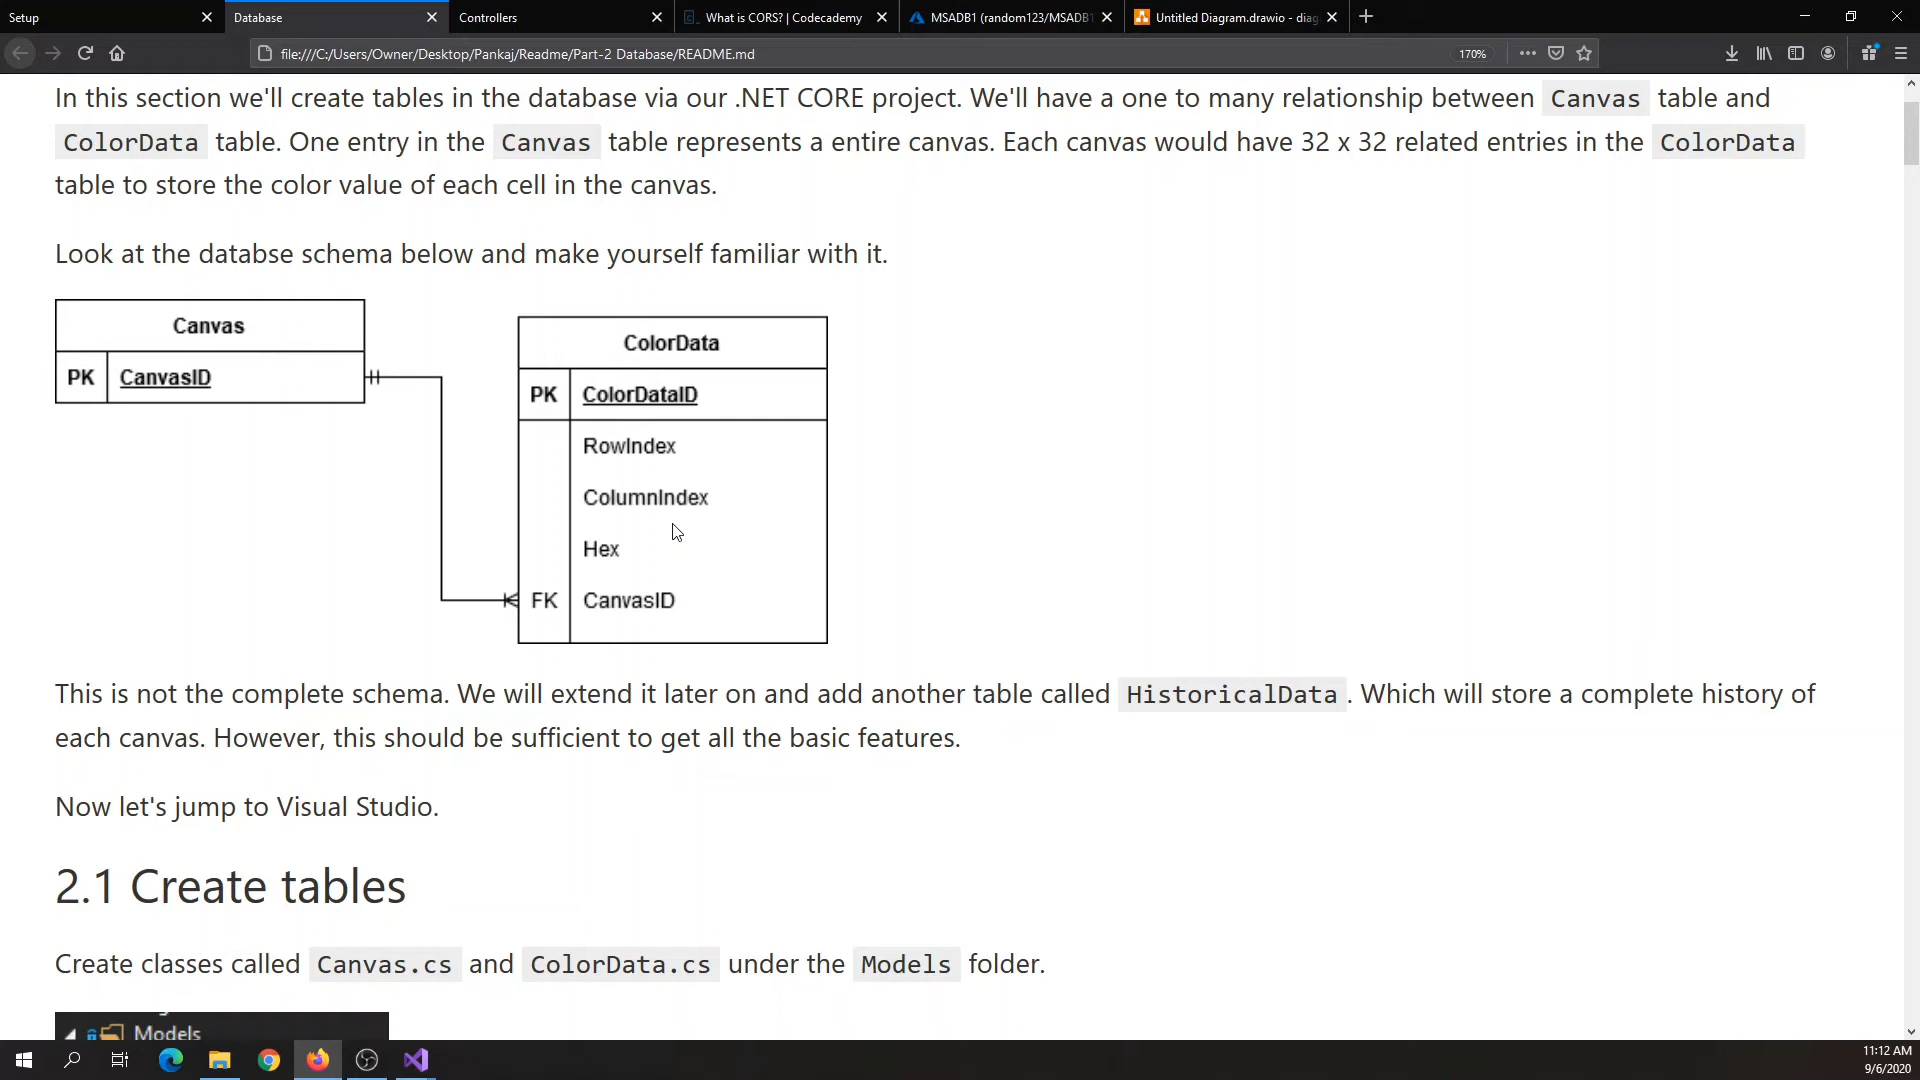 Setup
Database
Controllers
What is CORS? | Codecademy
MSADB1 (random123/MSADB1
Untitled Diagram.drawio - diag
file:///C:/Users/Owner/Desktop/Pankaj/Readme/Part-2 Database/README.md
170%
In this section we'll create tables in the database via our .NET CORE project. We'll have a one to many relationship between Canvas table and
ColorData table. One entry in the Canvas table represents a entire canvas. Each canvas would have 32 x 32 related entries in the ColorData
table to store the color value of each cell in the canvas.
Look at the databse schema below and make yourself familiar with it.
Canvas
PK CanvasID
ColorData
PK ColorDataID
RowIndex
ColumnIndex
Hex
FK CanvasID
This is not the complete schema. We will extend it later on and add another table called HistoricalData. Which will store a complete history of
each canvas. However, this should be sufficient to get all the basic features.
Now let's jump to Visual Studio.
2.1 Create tables
Create classes called Canvas.cs and ColorData.cs under the Models folder.
Models
11:12 AM
9/6/2020